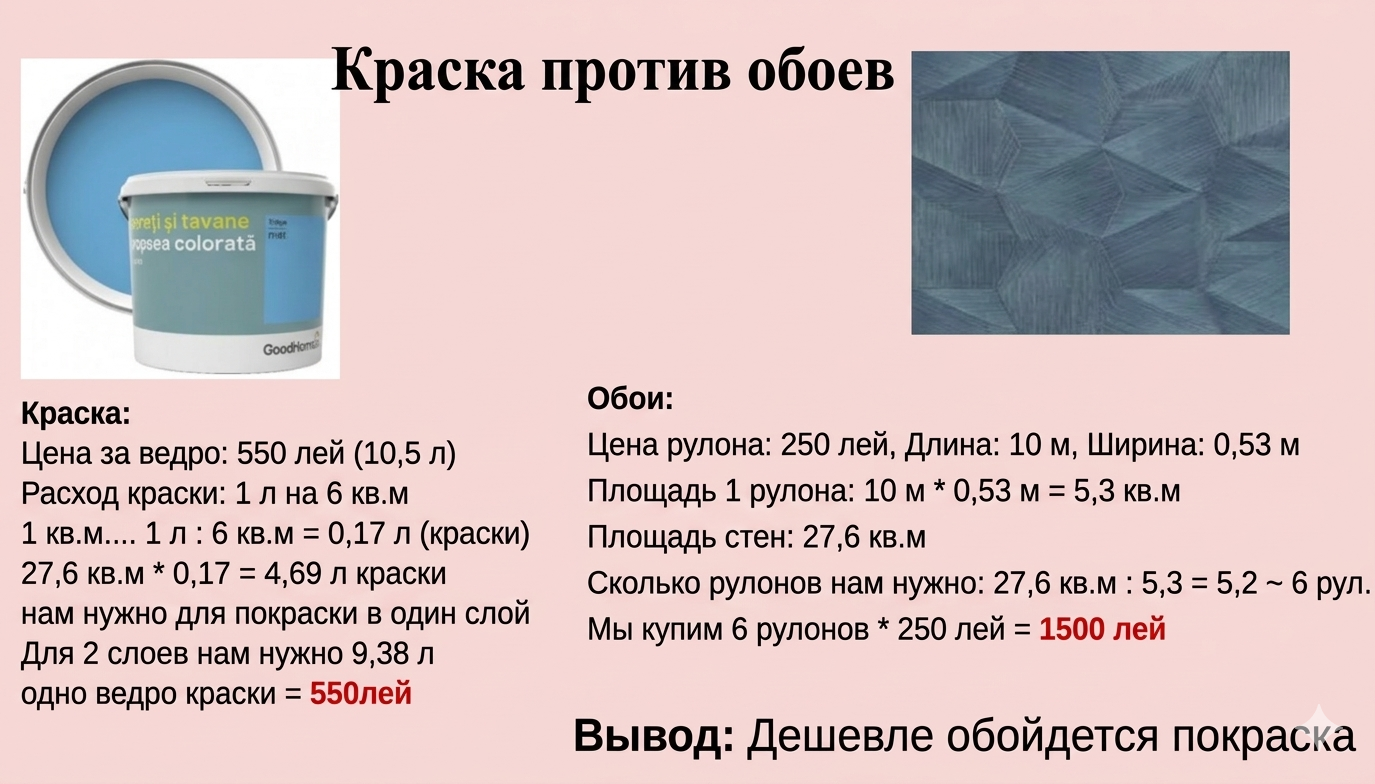 Краска против обоев
ereți și tavane
vopsea colorată
GoodHome
Краска:
Цена за ведро: 550 лей (10,5 л)
Расход краски: 1 л на 6 кв.м
1 кв.м.... 1 л : 6 кв.м = 0,17 л (краски)
27,6 кв.м * 0,17 = 4,69 л краски
нам нужно для покраски в один слой
Для 2 слоев нам нужно 9,38 л
одно ведро краски = 550лей
Обои:
Цена рулона: 250 лей, Длина: 10 м, Ширина: 0,53 м
Площадь 1 рулона: 10 м * 0,53 м = 5,3 кв.м
Площадь стен: 27,6 кв.м
Сколько рулонов нам нужно: 27,6 кв.м : 5,3 = 5,2 ~ 6 рул.
Мы купим 6 рулонов * 250 лей = 1500 лей
Вывод: Дешевле обойдется покраска